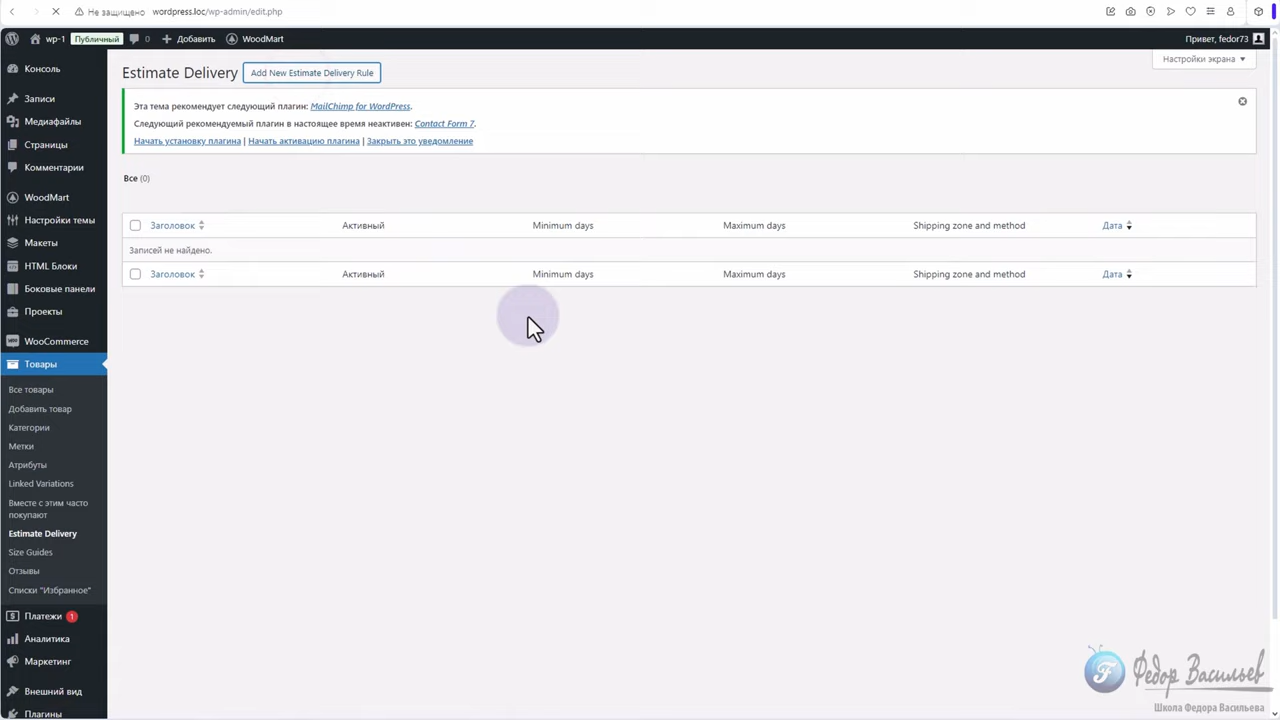 Не защищено wordpress.loc/wp-admin/edit.php
wp-1 Публичный 0 Добавить WoodMart Привет, fedor73
Настройки экрана
Консоль
Записи
Медиафайлы
Страницы
Комментарии
WoodMart
Настройки темы
Макеты
HTML Блоки
Боковые панели
Проекты
WooCommerce
Товары
Все товары
Добавить товар
Категории
Метки
Атрибуты
Linked Variations
Вместе с этим часто
покупают
Estimate Delivery
Size Guides
Отзывы
Списки "Избранное"
Платежи 1
Аналитика
Маркетинг
Внешний вид
Плагины
Estimate Delivery Add New Estimate Delivery Rule
Эта тема рекомендует следующий плагин: MailChimp for WordPress.
Следующий рекомендуемый плагин в настоящее время неактивен: Contact Form 7.
Начать установку плагина | Начать активацию плагина | Закрыть это уведомление
Все (0)
Заголовок Активный Minimum days Maximum days Shipping zone and method Дата
Записей не найдено.
Заголовок Активный Minimum days Maximum days Shipping zone and method Дата
Федор Васильев
Школа Федора Васильева